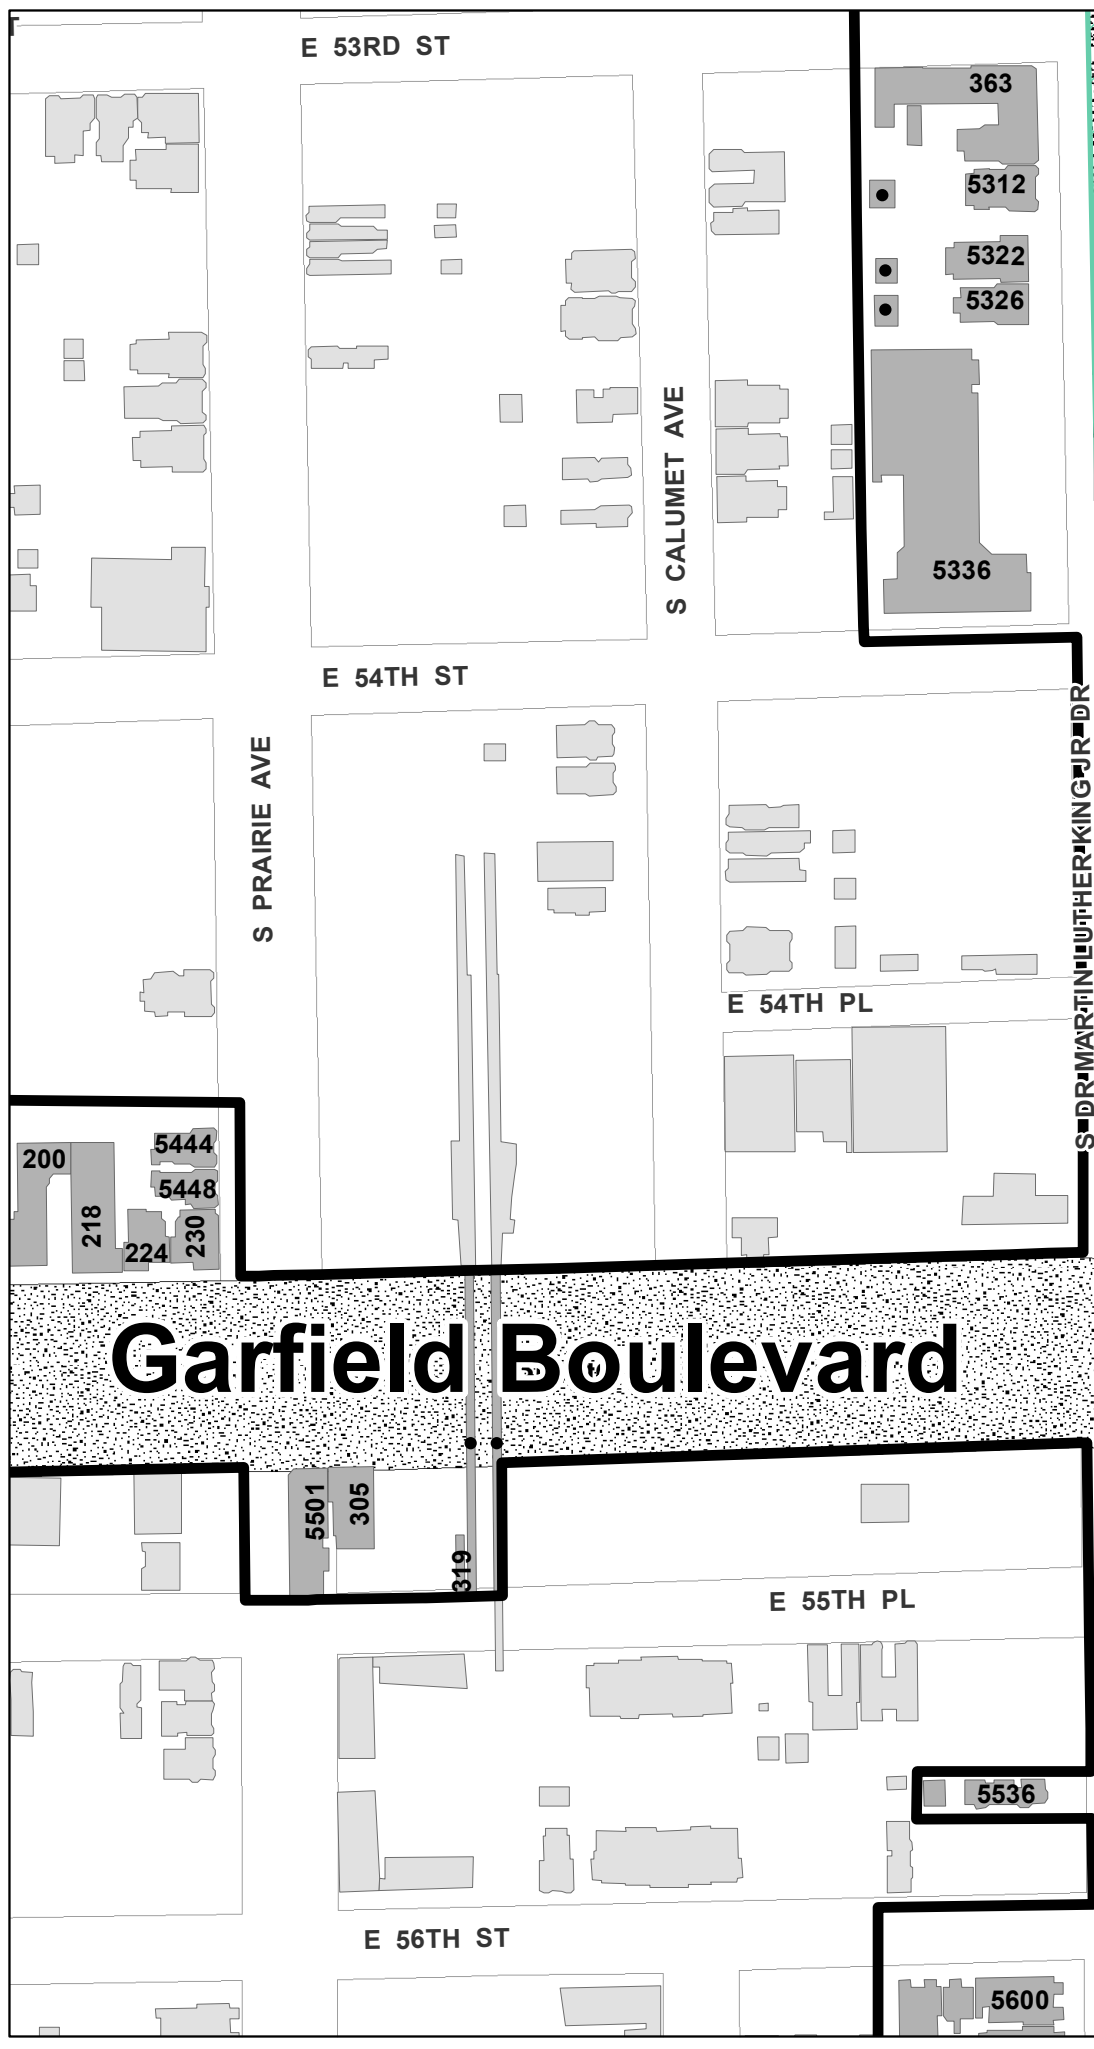 T
E 53RD ST
363
5312
5322
5326
S CALUMET AVE
5336
E 54TH ST
S DR MARTIN LUTHER KING JR DR
S PRAIRIE AVE
E 54TH PL
5444
200
5448
218
230
224
Garfield Boulevard
5501
305
319
E 55TH PL
5536
E 56TH ST
5600